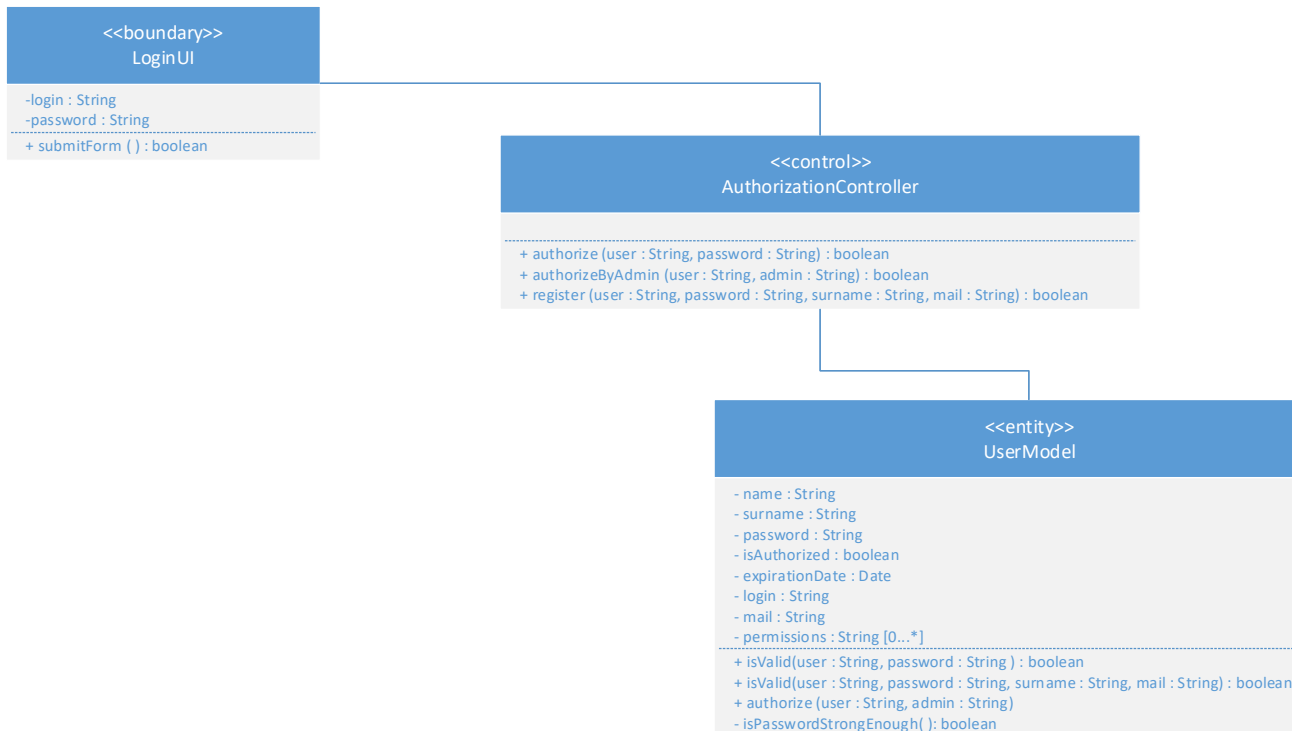 <<boundary>>
LoginUI
-login : String
-password : String
+ submitForm ( ) : boolean
<<control>>
AuthorizationController
+ authorize (user : String, password : String) : boolean
+ authorizeByAdmin (user : String, admin : String) : boolean
+ register (user : String, password : String, surname : String, mail : String) : boolean
<<entity>>
UserModel
- name : String
- surname : String
- password : String
- isAuthorized : boolean
- expirationDate : Date
- login : String
- mail : String
- permissions : String [0...*]
+ isValid(user : String, password : String ) : boolean
+ isValid(user : String, password : String, surname : String, mail : String) : boolean
+ authorize (user : String, admin : String)
- isPasswordStrongEnough( ): boolean